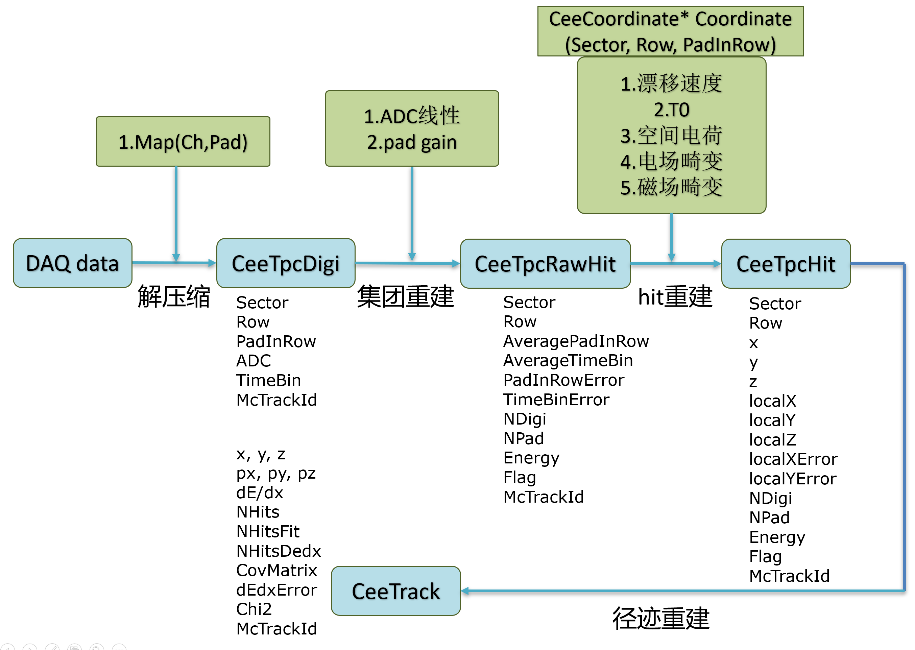 CeeCoordinate* Coordinate
(Sector, Row, PadInRow)
1.漂移速度
2.T0
3.空间电荷
4.电场畸变
5.磁场畸变
1.ADC线性
2.pad gain
1.Map(Ch,Pad)
DAQ data
解压缩
CeeTpcDigi
集团重建
CeeTpcRawHit
hit重建
CeeTpcHit
Sector
Row
PadInRow
ADC
TimeBin
McTrackId
Sector
Row
AveragePadInRow
AverageTimeBin
PadInRowError
TimeBinError
NDigi
NPad
Energy
Flag
McTrackId
Sector
Row
x
y
z
localX
localY
localZ
localXError
localYError
NDigi
NPad
Energy
Flag
McTrackId
x, y, z
px, py, pz
dE/dx
NHits
NHitsFit
NHitsDedx
CovMatrix
dEdxError
Chi2
McTrackId
CeeTrack
径迹重建